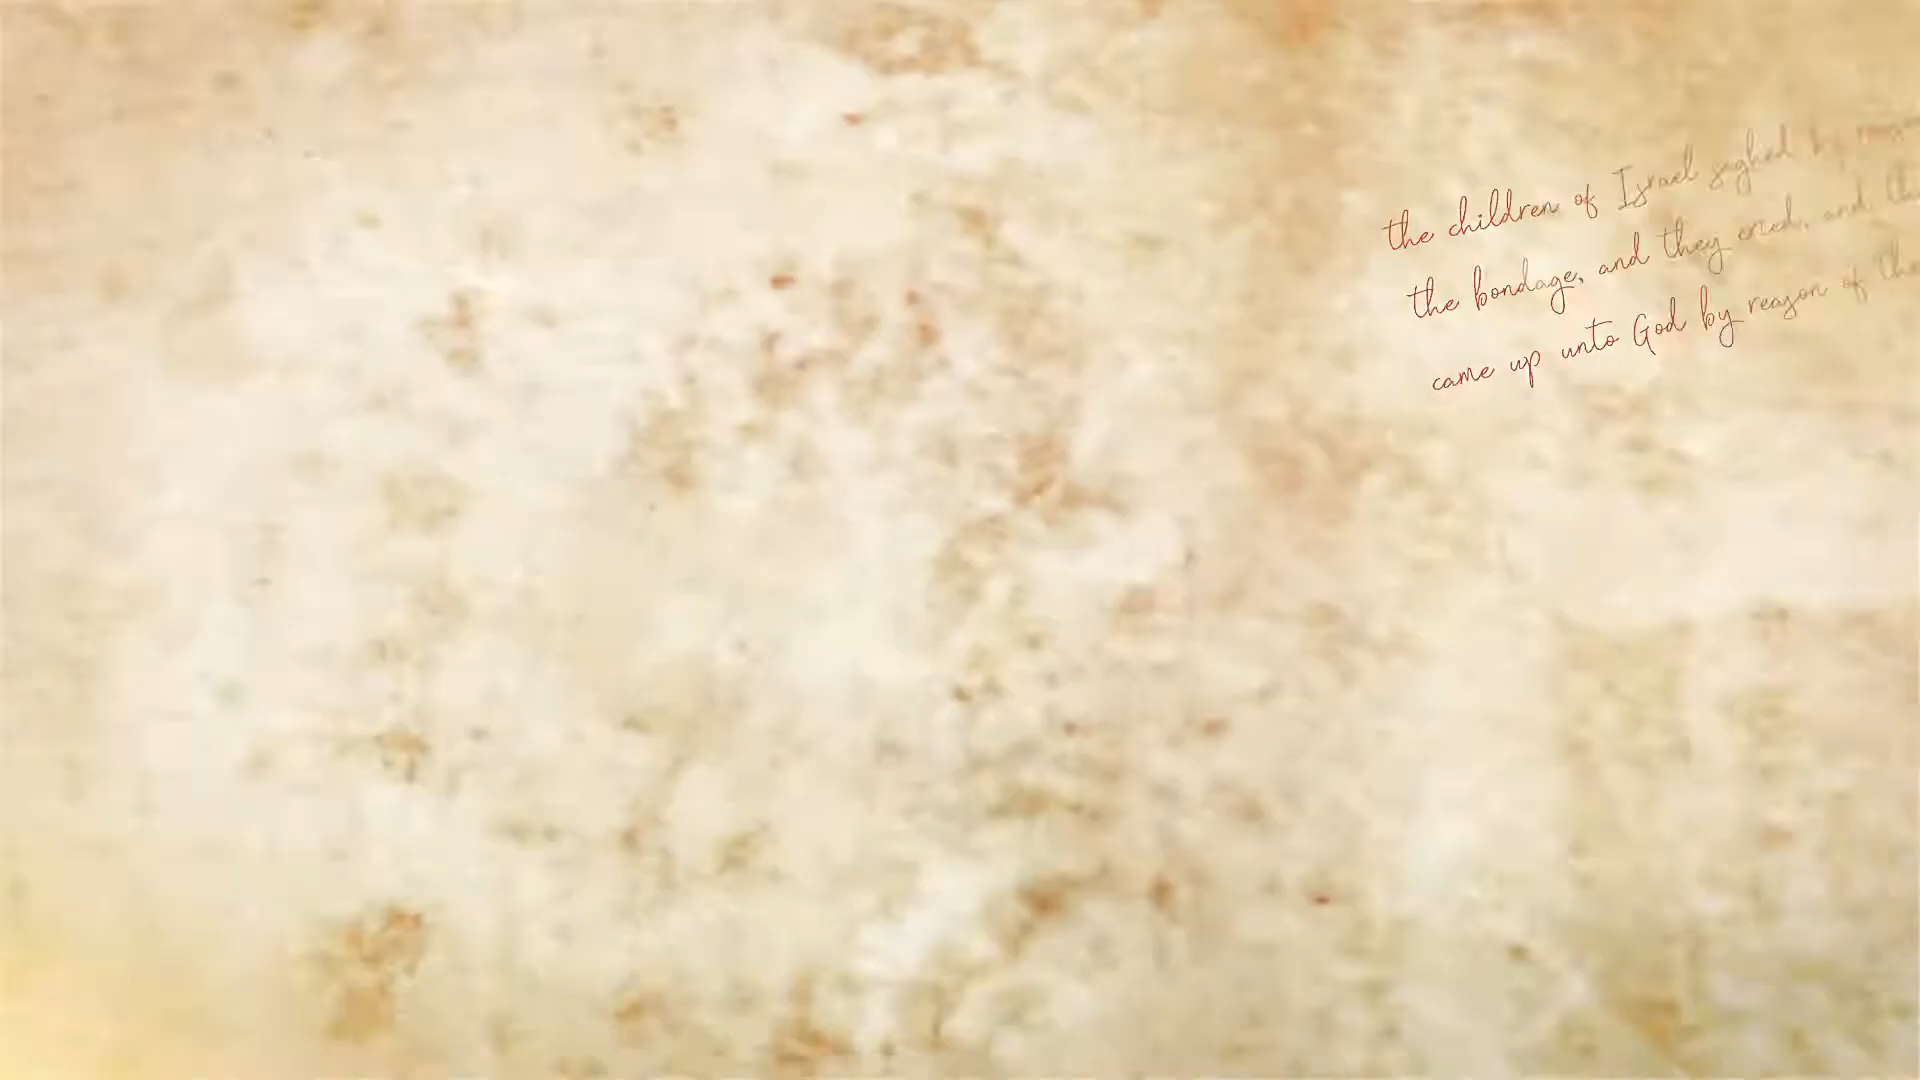 the children of Israel sighed by
the bondage, and they cried, and
came up unto God by reason of the